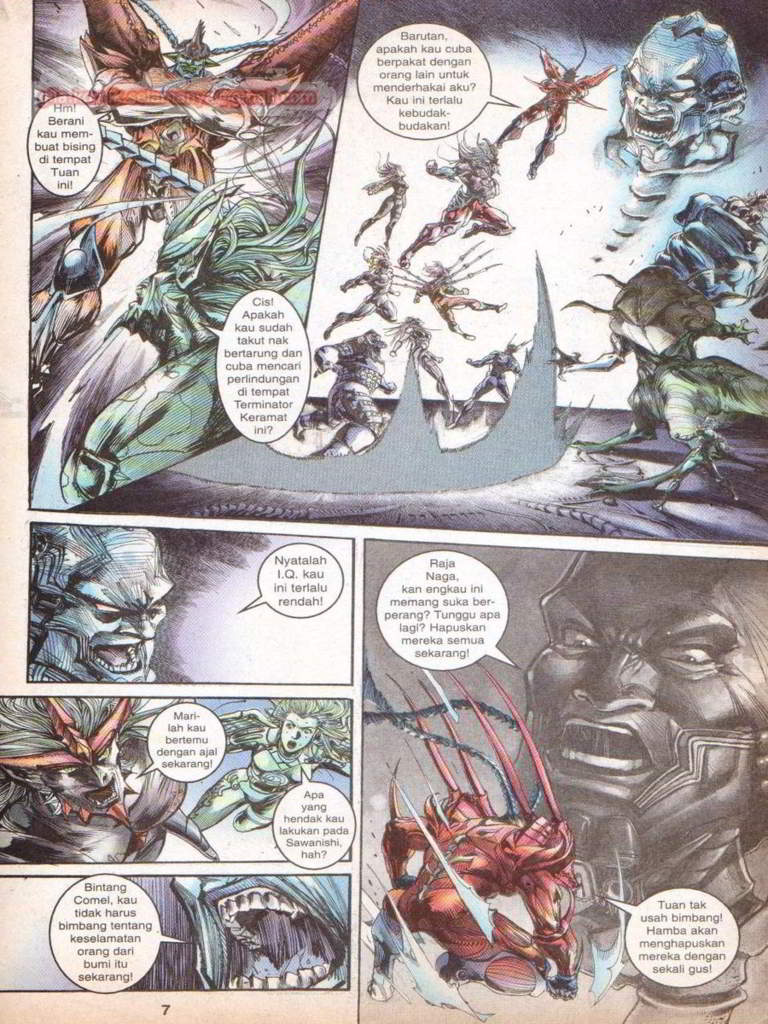 Hm!
Berani
kau mem-
buat bising
di tempat
Tuan
ini!
Barutan,
apakah kau cuba
berpakat dengan
orang lain untuk
menderhakai aku?
Kau ini terlalu
kebudak-
budakan!
Cis!
Apakah
kau sudah
takut nak
bertarung dan
cuba mencari
perlindungan
di tempat
Terminator
Keramat
ini?
Nyatalah
I.Q. kau
ini terlalu
rendah!
Raja
Naga,
kan engkau ini
memang suka ber-
perang? Tunggu apa
lagi? Hapuskan
mereka semua
sekarang!
Mari-
lah kau
bertemu
dengan ajal
sekarang!
Apa
yang
hendak kau
lakukan pada
Sawanishi,
hah?
Bintang
Comel, kau
tidak harus
bimbang tentang
keselamatan
orang dari
bumi itu
sekarang!
Tuan tak
usah bimbang!
Hamba akan
menghapuskan
mereka dengan
sekali gus!
7